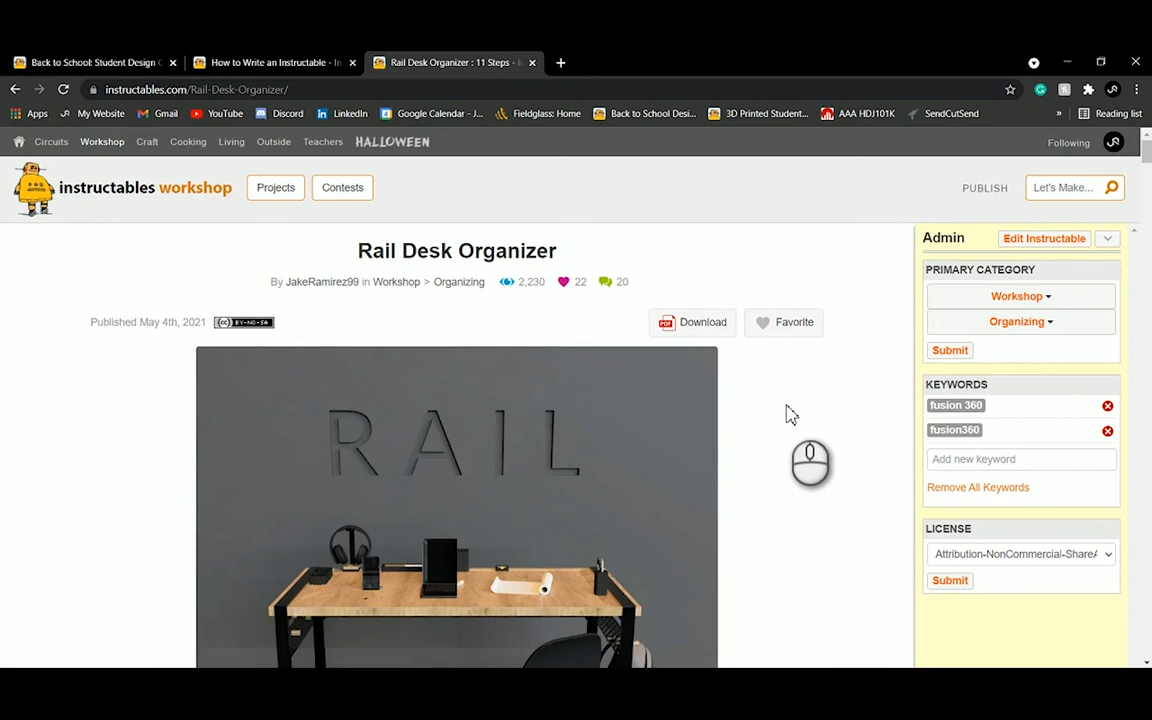 Back to School: Student Design C
How to Write an Instructable - In
Rail Desk Organizer : 11 Steps - I
instructables.com/Rail-Desk-Organizer/
Apps My Website Gmail YouTube Discord LinkedIn Google Calendar - J... Fieldglass: Home Back to School Desi... 3D Printed Student... AAA HDJ101K SendCutSend » Reading list
Circuits Workshop Craft Cooking Living Outside Teachers HALLOWEEN Following
instructables workshop Projects Contests PUBLISH Let's Make...
Rail Desk Organizer
By JakeRamirez99 in Workshop > Organizing 2,230 22 20
Published May 4th, 2021 BY-NC-SA
PDF Download Favorite
RAIL
Admin Edit Instructable
PRIMARY CATEGORY
Workshop
Organizing
Submit
KEYWORDS
fusion 360
fusion360
Add new keyword
Remove All Keywords
LICENSE
Attribution-NonCommercial-ShareA
Submit